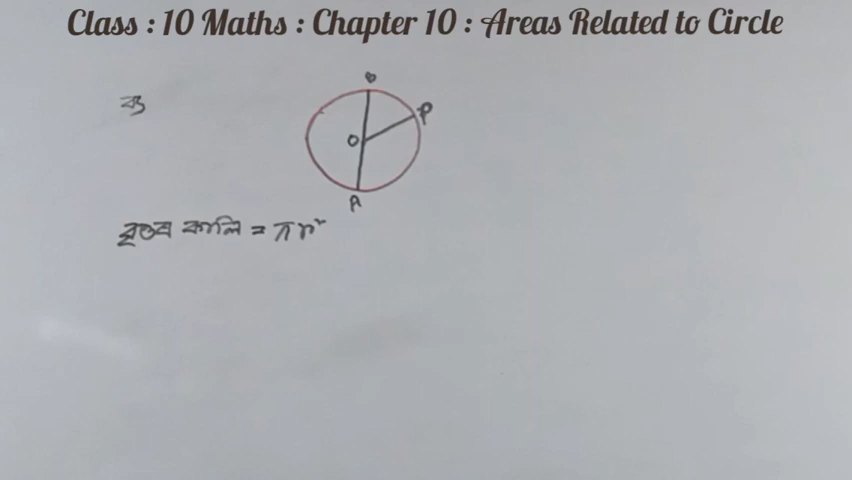 Class : 10 Maths : Chapter 10 : Areas Related to Circle
B
P
O
A
বৃত্তৰ কালি = πr²